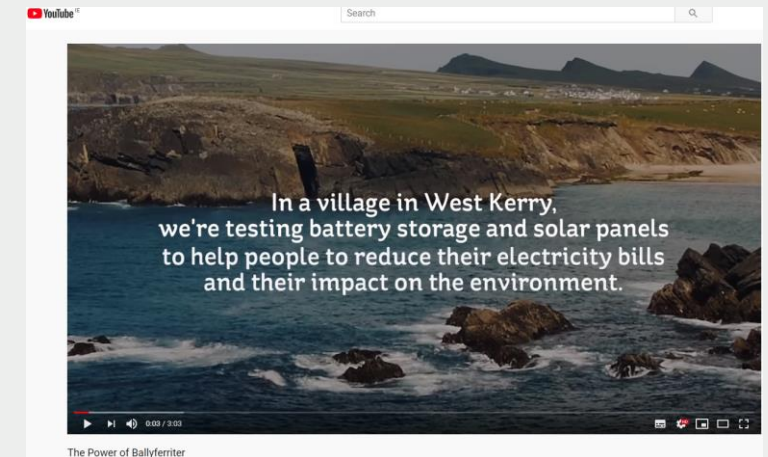 YouTube IE
Search
In a village in West Kerry,
we're testing battery storage and solar panels
to help people to reduce their electricity bills
and their impact on the environment.
0:03 / 3:03
The Power of Ballyferriter